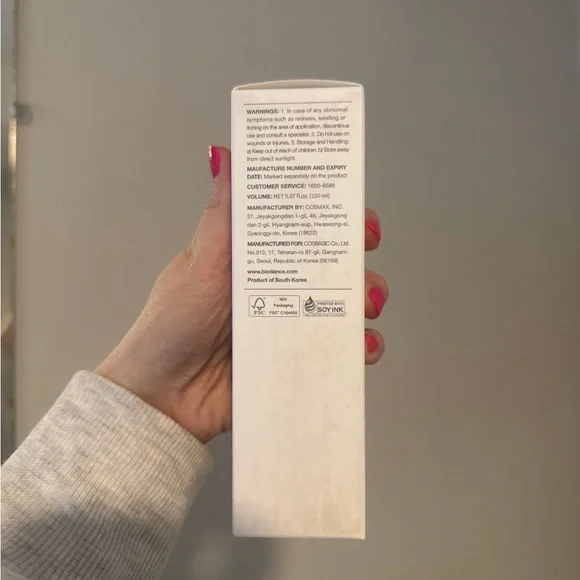 WARNINGS: 1. In case of any abnormal
symptoms such as redness, swelling or
itching on the area of application, discontinue
use and consult a specialist. 2. Do not use on
wounds or injuries. 3. Storage and Handling:
a) Keep out of reach of children. b) Store away
from direct sunlight.
MAUFACTURE NUMBER AND EXPIRY
DATE: Marked separately on the product
CUSTOMER SERVICE: 1600-6586
VOLUME: NET 5.07 fl.oz. (150 ml)
MANUFACTURER BY: COSMAX, INC
27, Jeyakgongdan 1-gil, 46, Jeyakgong
dan 2-gil, Hyangnam-eup, Hwaseong-si,
Gyeonggi-do, Korea (18622)
MANUFACTURED FOR: COSBASIC Co., Ltd.
No.910, 17, Teheran-ro 87-gil, Gangnam-
gu, Seoul, Republic of Korea (06169)
www.biodance.com
Product of South Korea
FSC
MIX
Packaging
PRINTED WITH
SOY INK